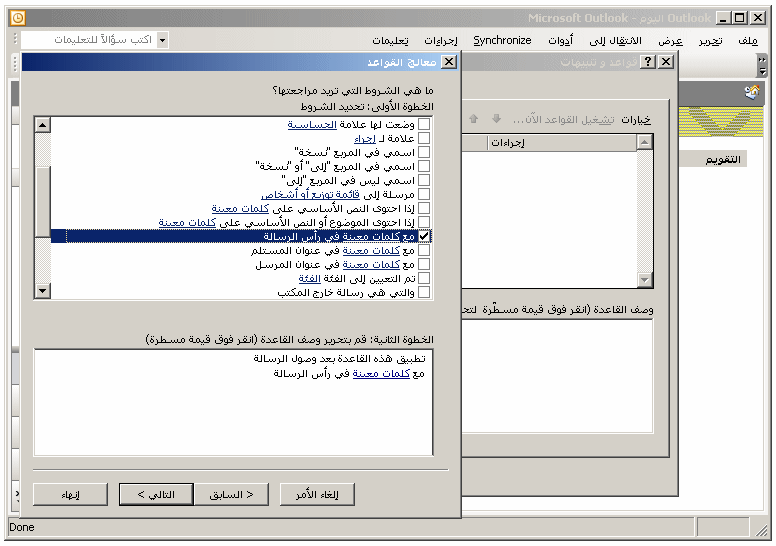 Microsoft Outlook - اليوم Outlook
ملف تحرير عرض الانتقال إلى أدوات Synchronize إجراءات تعليمات
اكتب سؤالاً للتعليمات
قواعد و تنبيهات
خيارات تشغيل القواعد الآن...
إجراءات
وصف القاعدة (انقر فوق قيمة مسطّرة لتح
التقويم
معالج القواعد
ما هي الشروط التي تريد مراجعتها؟
الخطوة الأولى: تحديد الشروط
وضعت لها علامة الحساسية
علامة لـ إجراء
اسمي في المربع "نسخة"
اسمي في المربع "إلى" أو "نسخة"
اسمي ليس في المربع "إلى"
مرسلة إلى قائمة توزيع أو أشخاص
إذا احتوى النص الأساسي على كلمات معينة
إذا احتوى الموضوع أو النص الأساسي على كلمات معينة
مع كلمات معينة في رأس الرسالة
مع كلمات معينة في عنوان المستلم
مع كلمات معينة في عنوان المرسل
تم التعيين إلى الفئة الفئة
والتي هي رسالة خارج المكتب
الخطوة الثانية: قم بتحرير وصف القاعدة (انقر فوق قيمة مسطرة)
تطبيق هذه القاعدة بعد وصول الرسالة
مع كلمات معينة في رأس الرسالة
إلغاء الأمر
< السابق
التالي >
إنهاء
Done